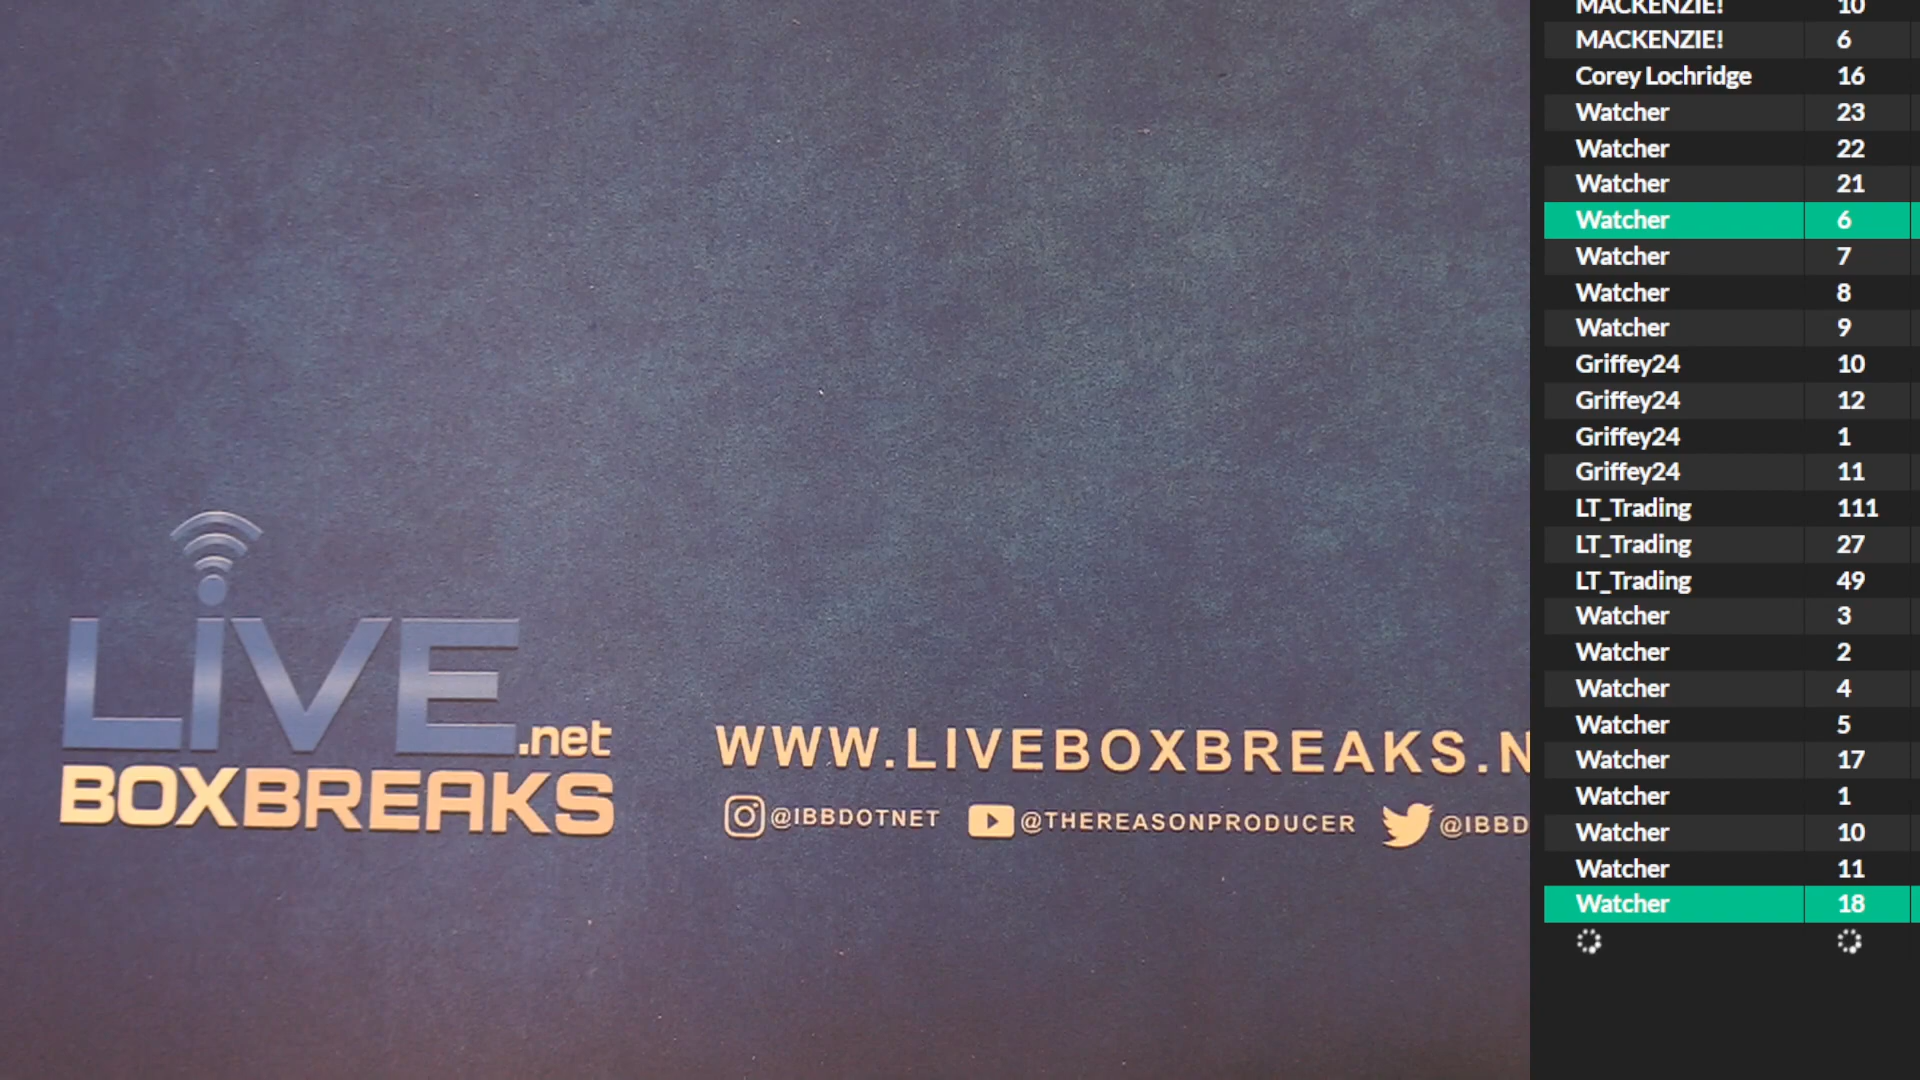 LiVE
.net
BOXBREAKS
WWW.LIVEBOXBREAKS.N
@IBBDOTNET @THEREASONPRODUCER @IBBD
MACKENZIE! 10
MACKENZIE! 6
Corey Lochridge 16
Watcher 23
Watcher 22
Watcher 21
Watcher 6
Watcher 7
Watcher 8
Watcher 9
Griffey24 10
Griffey24 12
Griffey24 1
Griffey24 11
LT_Trading 111
LT_Trading 27
LT_Trading 49
Watcher 3
Watcher 2
Watcher 4
Watcher 5
Watcher 17
Watcher 1
Watcher 10
Watcher 11
Watcher 18